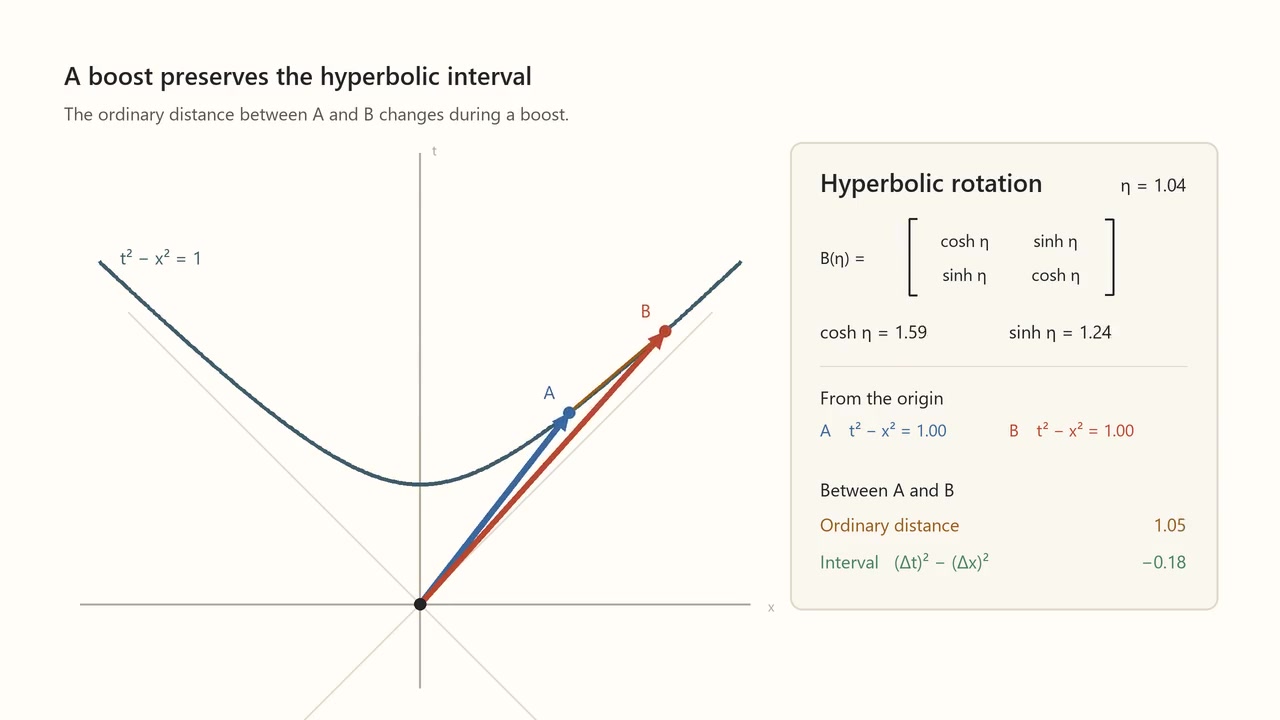 A boost preserves the hyperbolic interval
The ordinary distance between A and B changes during a boost.
t
t² − x² = 1
B
A
x
Hyperbolic rotation η = 1.04
B(η) =
cosh η sinh η
sinh η cosh η
cosh η = 1.59 sinh η = 1.24
From the origin
A t² − x² = 1.00 B t² − x² = 1.00
Between A and B
Ordinary distance 1.05
Interval (Δt)² − (Δx)² −0.18